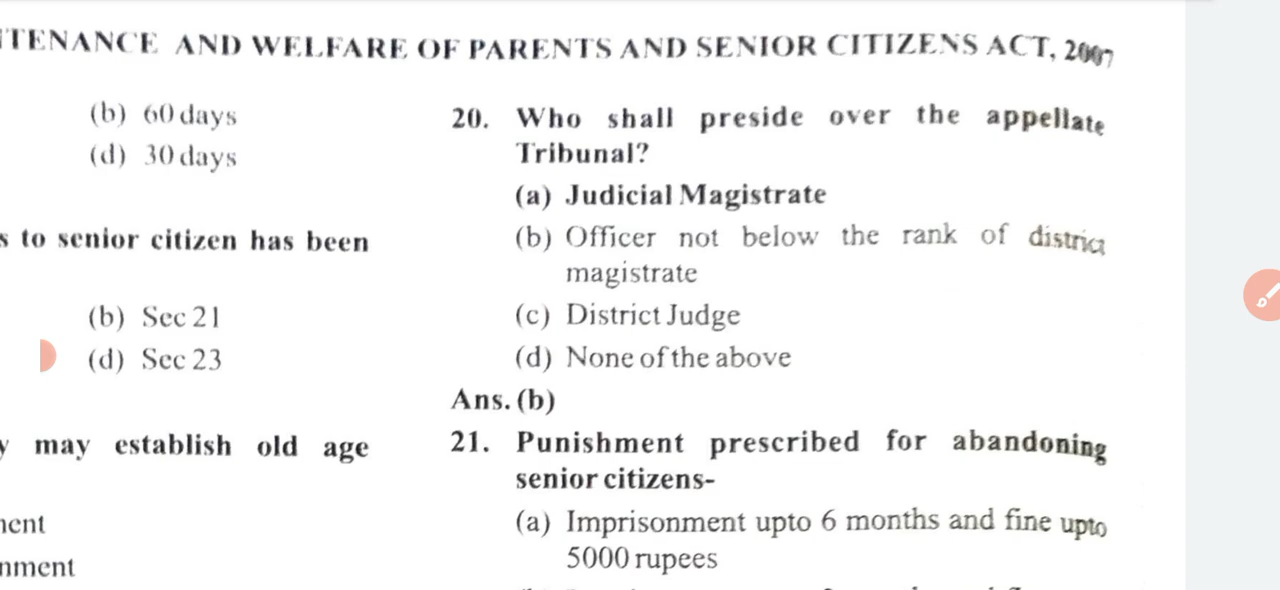 TENANCE AND WELFARE OF PARENTS AND SENIOR CITIZENS ACT, 2007
(b) 60 days
(d) 30 days
s to senior citizen has been
(b) Sec 21
(d) Sec 23
y may establish old age
nent
nment
20. Who shall preside over the appellate
Tribunal?
(a) Judicial Magistrate
(b) Officer not below the rank of district
magistrate
(c) District Judge
(d) None of the above
Ans. (b)
21. Punishment prescribed for abandoning
senior citizens-
(a) Imprisonment upto 6 months and fine upto
5000 rupees